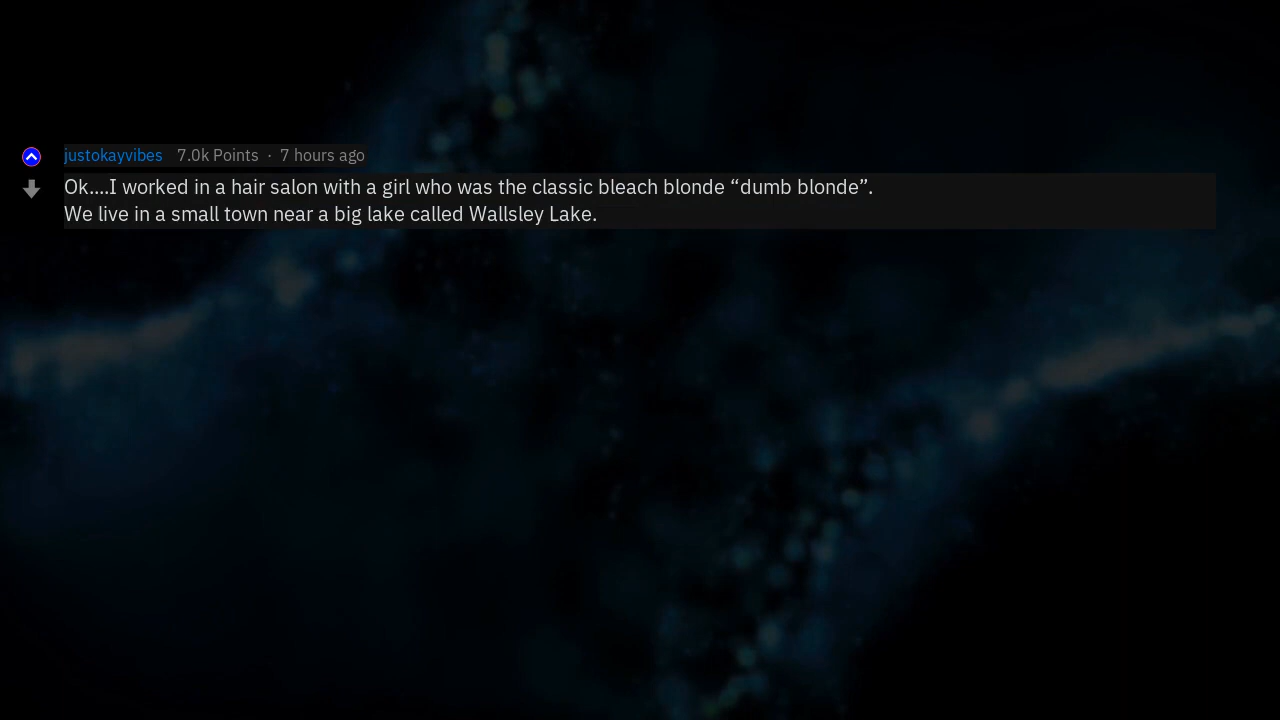 justokayvibes 7.0k Points · 7 hours ago
Ok....I worked in a hair salon with a girl who was the classic bleach blonde “dumb blonde”.
We live in a small town near a big lake called Wallsley Lake.